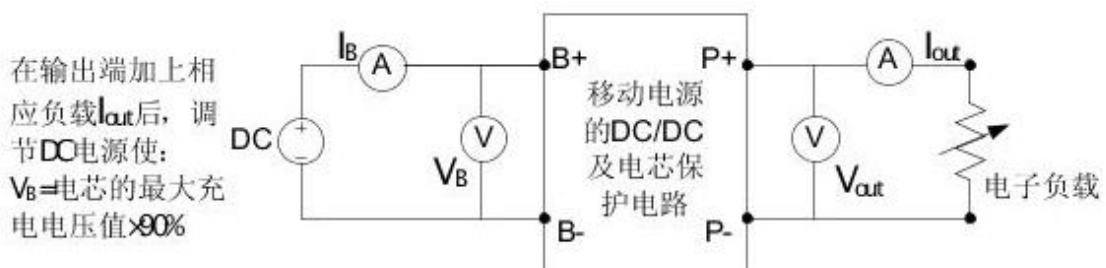 在输出端加上相
应负载Iout后，调
节DC电源使：
VB=电芯的最大充
电电压值×90%
DC
+
−
IB
A
V
VB
B+
B-
移动电源
的DC/DC
及电芯保
护电路
P+
P-
V
Vout
A
Iout
电子负载